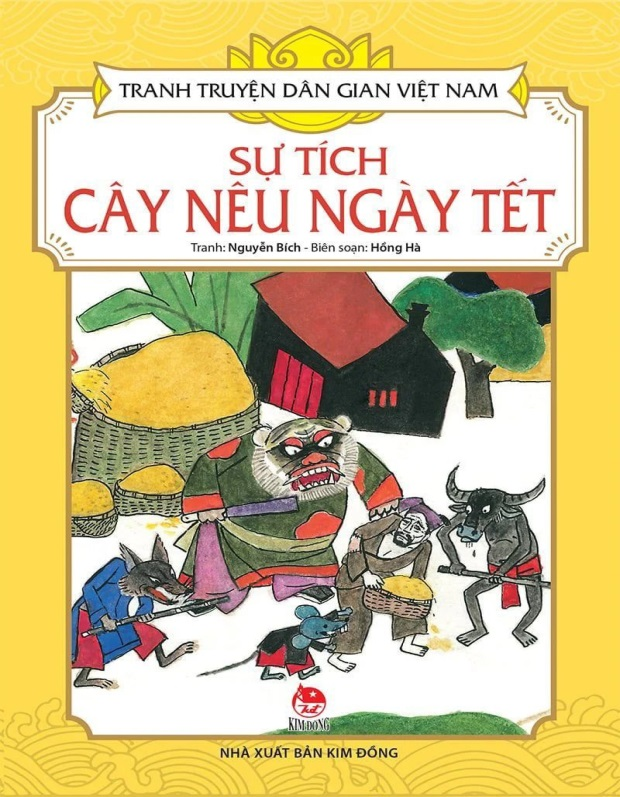 TRANH TRUYỆN DÂN GIAN VIỆT NAM
SỰ TÍCH
CÂY NÊU NGÀY TẾT
Tranh: Nguyễn Bích - Biên soạn: Hồng Hà
KIM ĐỒNG
NHÀ XUẤT BẢN KIM ĐỒNG